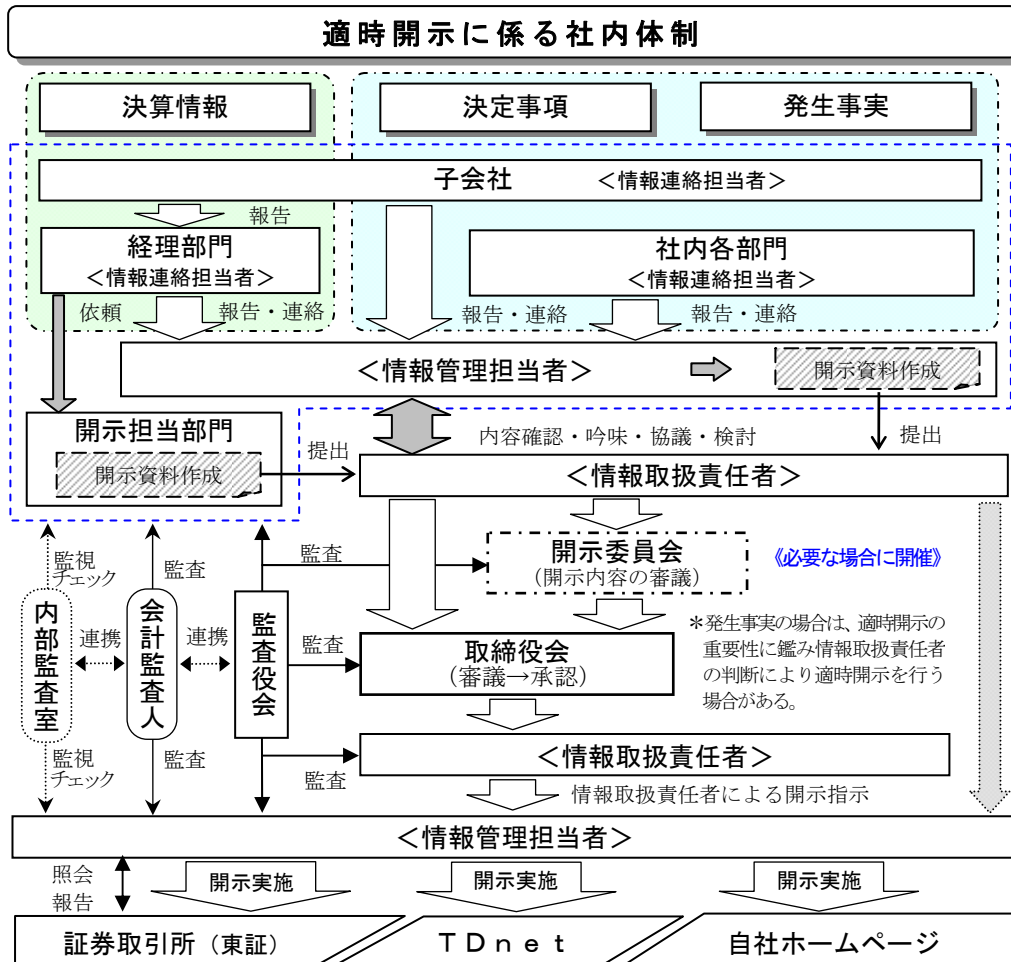 適時開示に係る社内体制
決算情報
決定事項
発生事実
子会社 <情報連絡担当者>
報告
経理部門
<情報連絡担当者>
社内各部門
<情報連絡担当者>
依頼
報告・連絡
報告・連絡
報告・連絡
<情報管理担当者>
開示資料作成
開示担当部門
開示資料作成
提出
内容確認・吟味・協議・検討
提出
<情報取扱責任者>
監視
チェック
監査
監査
開示委員会
(開示内容の審議)
《必要な場合に開催》
内部監査室
連携
会計監査人
連携
監査役会
監査
取締役会
(審議→承認)
*発生事実の場合は、適時開示の
重要性に鑑み情報取扱責任者
の判断により適時開示を行う
場合がある。
監視
チェック
監査
監査
<情報取扱責任者>
情報取扱責任者による開示指示
<情報管理担当者>
照会
報告
開示実施
開示実施
開示実施
証券取引所(東証)
TDnet
自社ホームページ